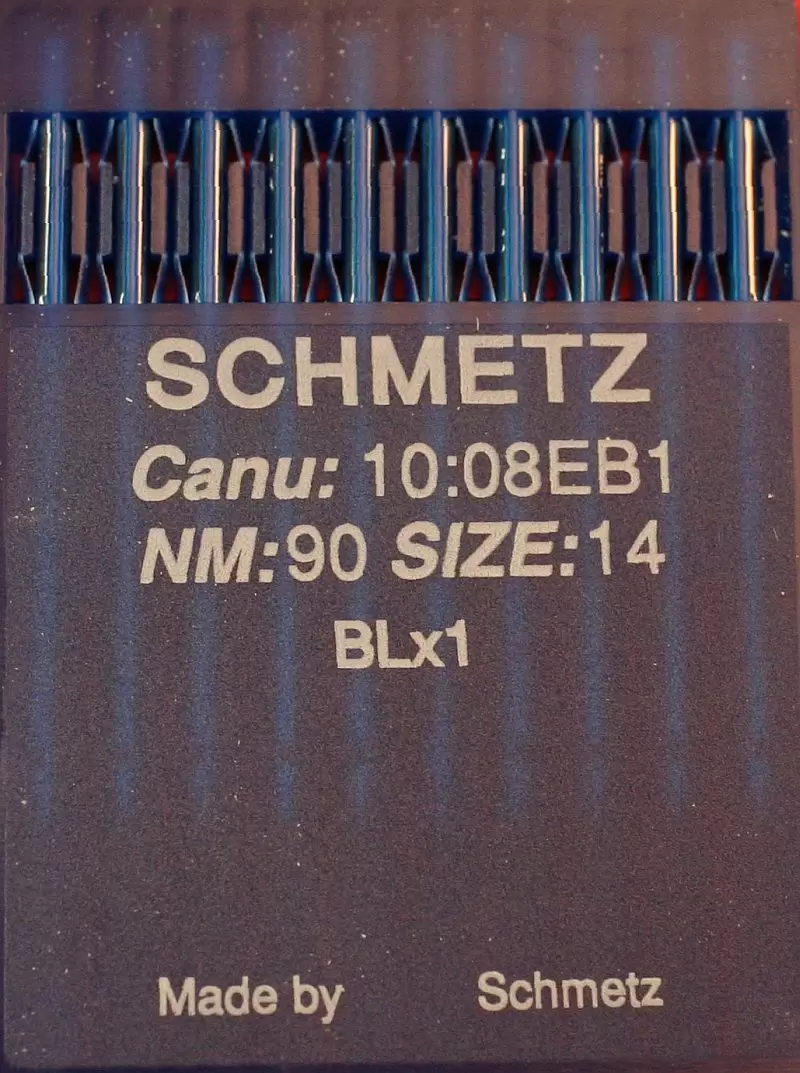 SCHMETZ
Canu: 10:08EB1
NM:90 SIZE:14
BLx1
Made by Schmetz